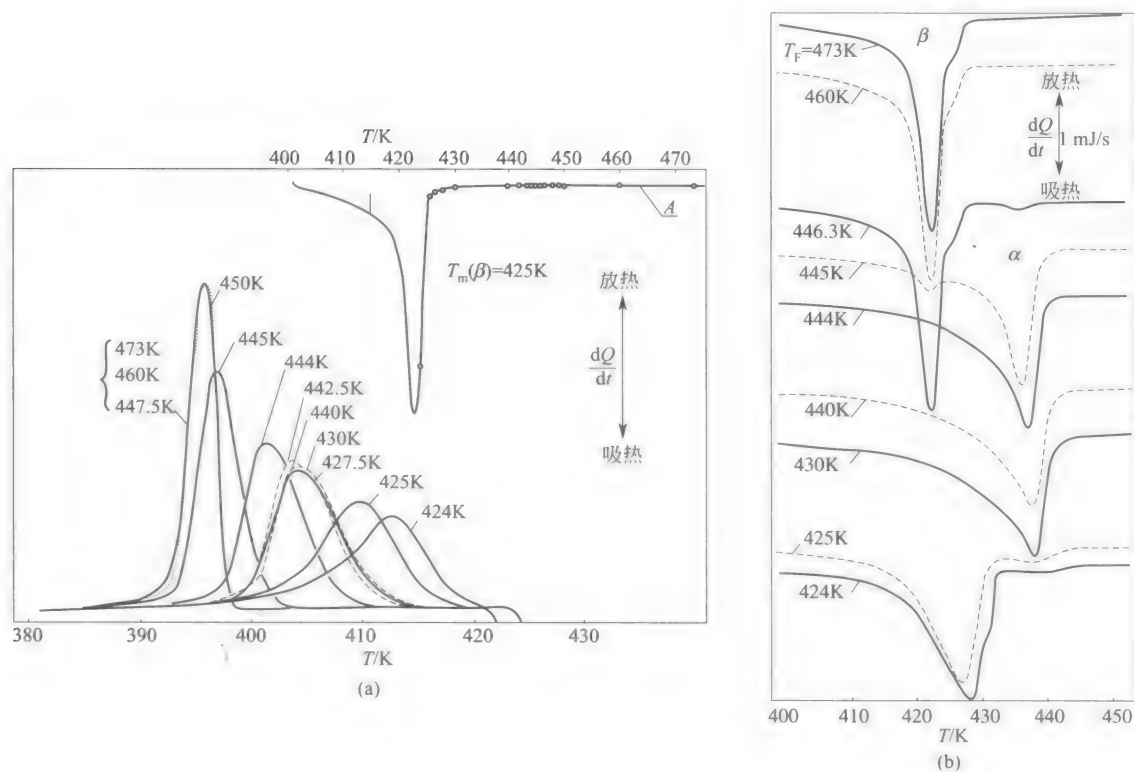 T/K
400 410 420 430 440 450 460 470
A
T_m(β)=425K
放热
dQ/dt
吸热
450K
445K
473K
460K
447.5K
444K
442.5K
440K
430K
427.5K
425K
424K
380 390 400 410 420 430
T/K
(a)
β
T_F=473K
460K
放热
dQ/dt 1 mJ/s
吸热
446.3K
α
445K
444K
440K
430K
425K
424K
400 410 420 430 440 450
T/K
(b)